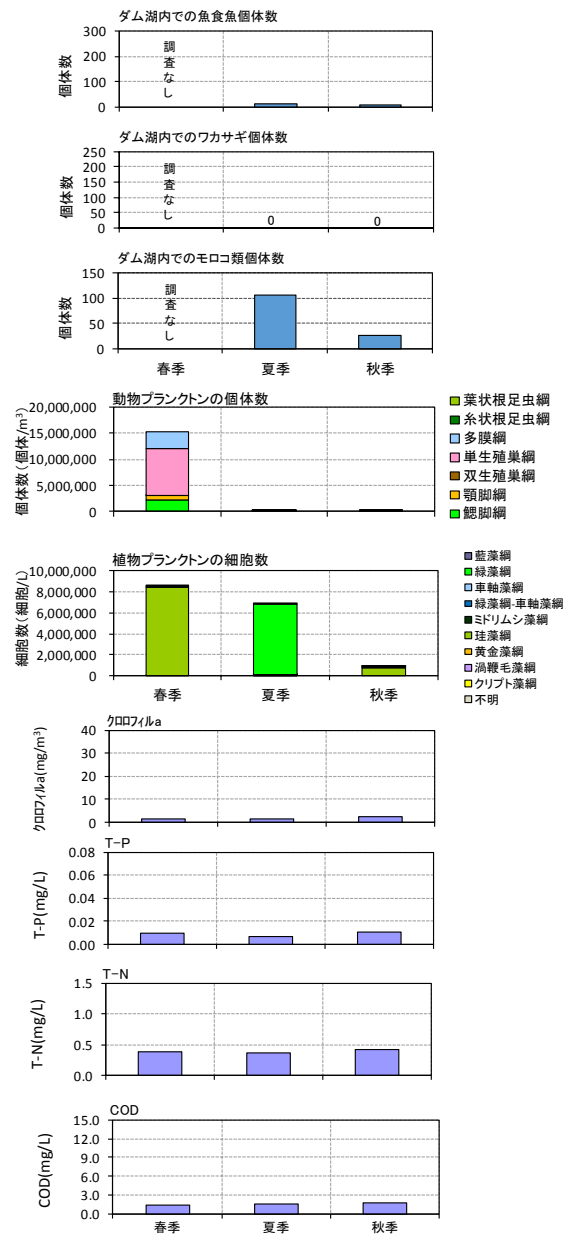 ダム湖内での魚食魚個体数
個体数
300
200
100
0
調査なし
ダム湖内でのワカサギ個体数
個体数
250
200
150
100
50
0
調査なし
0
0
ダム湖内でのモロコ類個体数
個体数
150
100
50
0
調査なし
春季 夏季 秋季
動物プランクトンの個体数
個体数(個体/m³)
20,000,000
15,000,000
10,000,000
5,000,000
0
葉状根足虫綱
糸状根足虫綱
多膜綱
単生殖巣綱
双生殖巣綱
顎脚綱
鰓脚綱
植物プランクトンの細胞数
細胞数(細胞/L)
10,000,000
8,000,000
6,000,000
4,000,000
2,000,000
0
春季 夏季 秋季
藍藻綱
緑藻綱
車軸藻綱
緑藻綱-車軸藻綱
ミドリムシ藻綱
珪藻綱
黄金藻綱
渦鞭毛藻綱
クリプト藻綱
不明
クロロフィルa
クロロフィルa(mg/m³)
40
30
20
10
0
T-P
T-P(mg/L)
0.08
0.06
0.04
0.02
0.00
T-N
T-N(mg/L)
1.5
1.0
0.5
0.0
COD
COD(mg/L)
15.0
12.0
9.0
6.0
3.0
0.0
春季 夏季 秋季